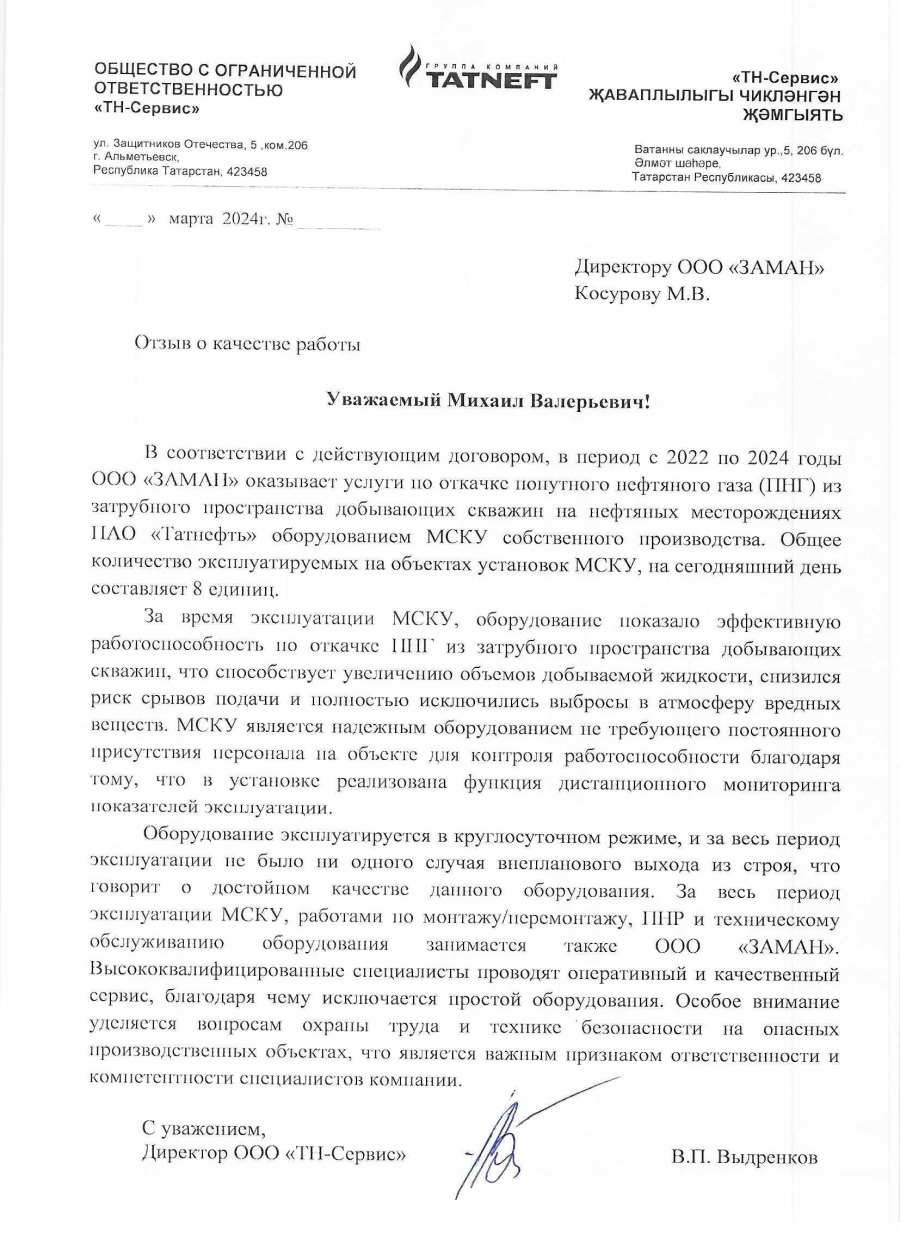 ОБЩЕСТВО С ОГРАНИЧЕННОЙ
ОТВЕТСТВЕННОСТЬЮ
«ТН-Сервис»
ГРУППА КОМПАНИЙ
TATNEFT
«ТН-Сервис»
ҖАВАПЛЫЛЫГЫ ЧИКЛӘНГӘН
ҖӘМГЫЯТЬ
ул. Защитников Отечества, 5 ,ком.206
г. Альметьевск,
Республика Татарстан, 423458
Ватанны саклаучылар ур.,5, 206 бүл.
Әлмәт шәһәре,
Татарстан Республикасы, 423458
« ____ » марта 2024г. № _________
Директору ООО «ЗАМАН»
Косурову М.В.
Отзыв о качестве работы
Уважаемый Михаил Валерьевич!
В соответствии с действующим договором, в период с 2022 по 2024 годы
ООО «ЗАМАН» оказывает услуги по откачке попутного нефтяного газа (ПНГ) из
затрубного пространства добывающих скважин на нефтяных месторождениях
ПАО «Татнефть» оборудованием МСКУ собственного производства. Общее
количество эксплуатируемых на объектах установок МСКУ, на сегодняшний день
составляет 8 единиц.
За время эксплуатации МСКУ, оборудование показало эффективную
работоспособность по откачке ПНГ из затрубного пространства добывающих
скважин, что способствует увеличению объемов добываемой жидкости, снизился
риск срывов подачи и полностью исключились выбросы в атмосферу вредных
веществ. МСКУ является надежным оборудованием не требующего постоянного
присутствия персонала на объекте для контроля работоспособности благодаря
тому, что в установке реализована функция дистанционного мониторинга
показателей эксплуатации.
Оборудование эксплуатируется в круглосуточном режиме, и за весь период
эксплуатации не было ни одного случая внепланового выхода из строя, что
говорит о достойном качестве данного оборудования. За весь период
эксплуатации МСКУ, работами по монтажу/перемонтажу, ПНР и техническому
обслуживанию оборудования занимается также ООО «ЗАМАН».
Высококвалифицированные специалисты проводят оперативный и качественный
сервис, благодаря чему исключается простой оборудования. Особое внимание
уделяется вопросам охраны труда и технике безопасности на опасных
производственных объектах, что является важным признаком ответственности и
компетентности специалистов компании.
С уважением,
Директор ООО «ТН-Сервис»
В.П. Выдренков